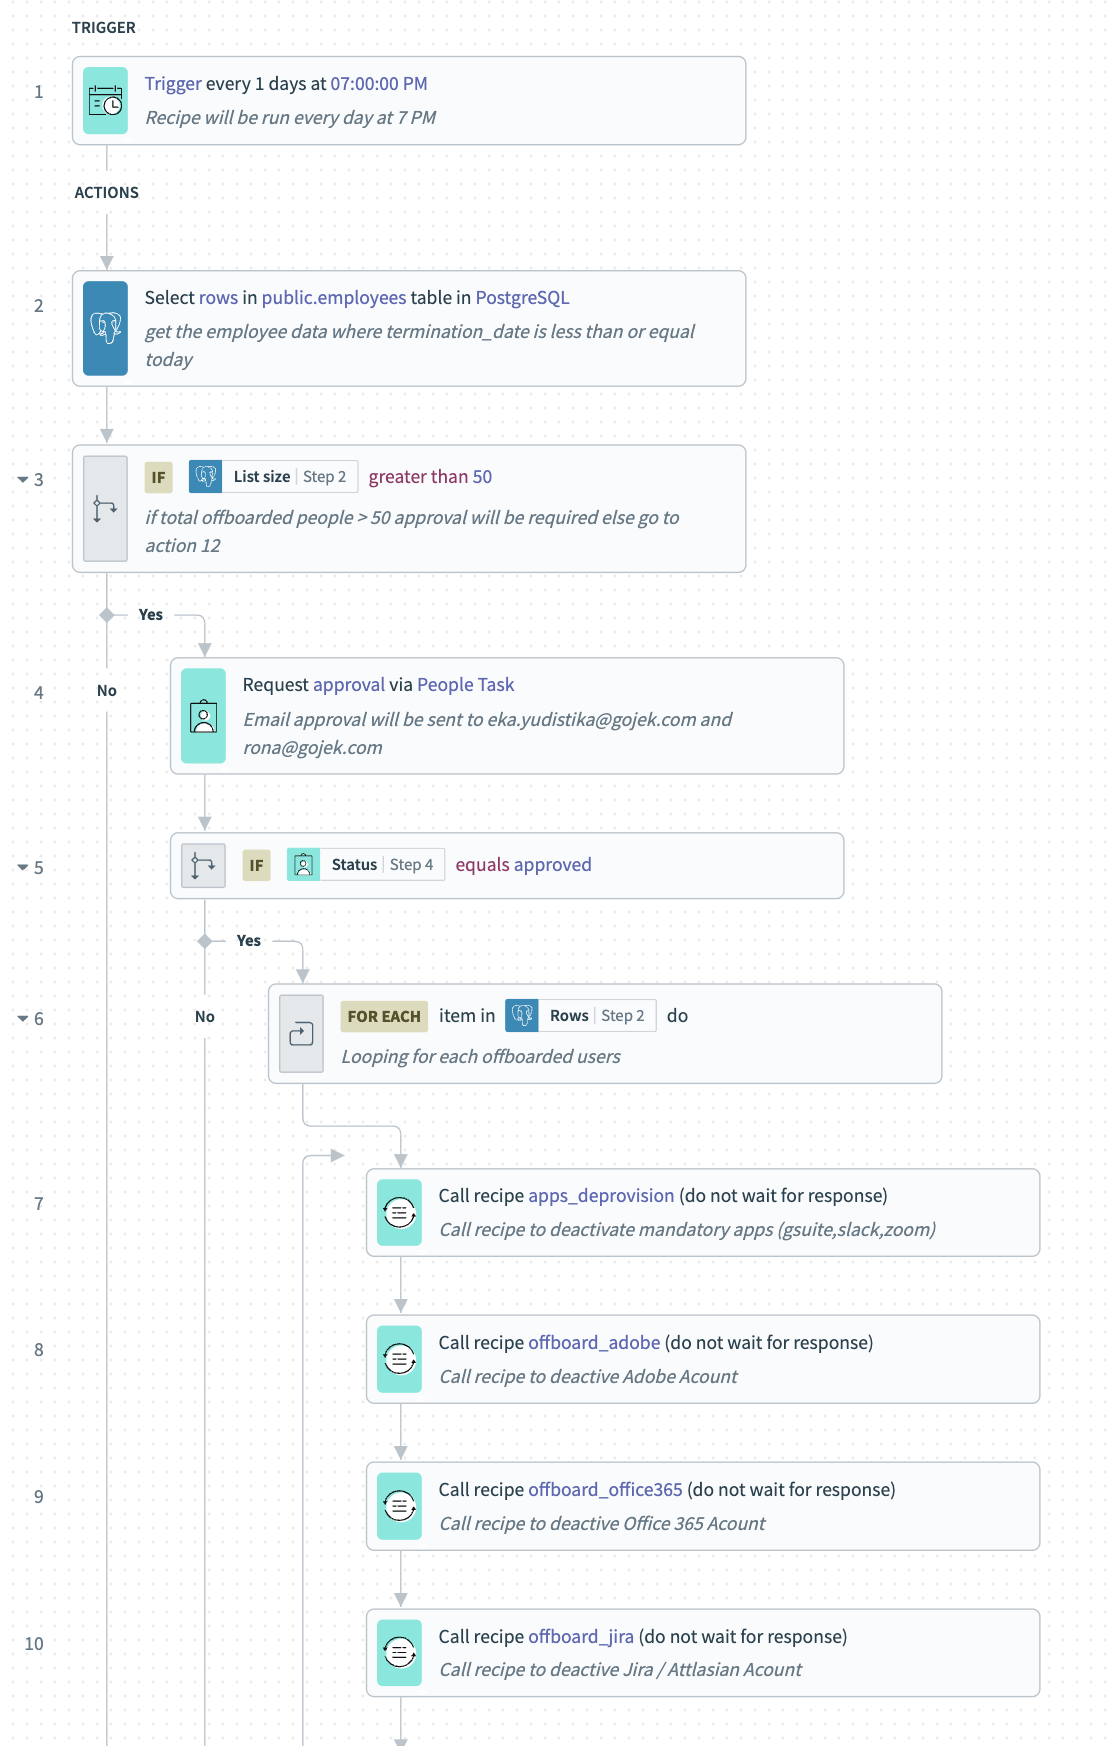 TRIGGER
1
Trigger every 1 days at 07:00:00 PM
Recipe will be run every day at 7 PM
ACTIONS
2
Select rows in public.employees table in PostgreSQL
get the employee data where termination_date is less than or equal
today
3
IF List size Step 2 greater than 50
if total offboarded people > 50 approval will be required else go to
action 12
Yes
No
4
Request approval via People Task
Email approval will be sent to eka.yudistika@gojek.com and
rona@gojek.com
5
IF Status Step 4 equals approved
Yes
No
6
FOR EACH item in Rows Step 2 do
Looping for each offboarded users
7
Call recipe apps_deprovision (do not wait for response)
Call recipe to deactivate mandatory apps (gsuite,slack,zoom)
8
Call recipe offboard_adobe (do not wait for response)
Call recipe to deactive Adobe Acount
9
Call recipe offboard_office365 (do not wait for response)
Call recipe to deactive Office 365 Acount
10
Call recipe offboard_jira (do not wait for response)
Call recipe to deactive Jira / Attlasian Acount